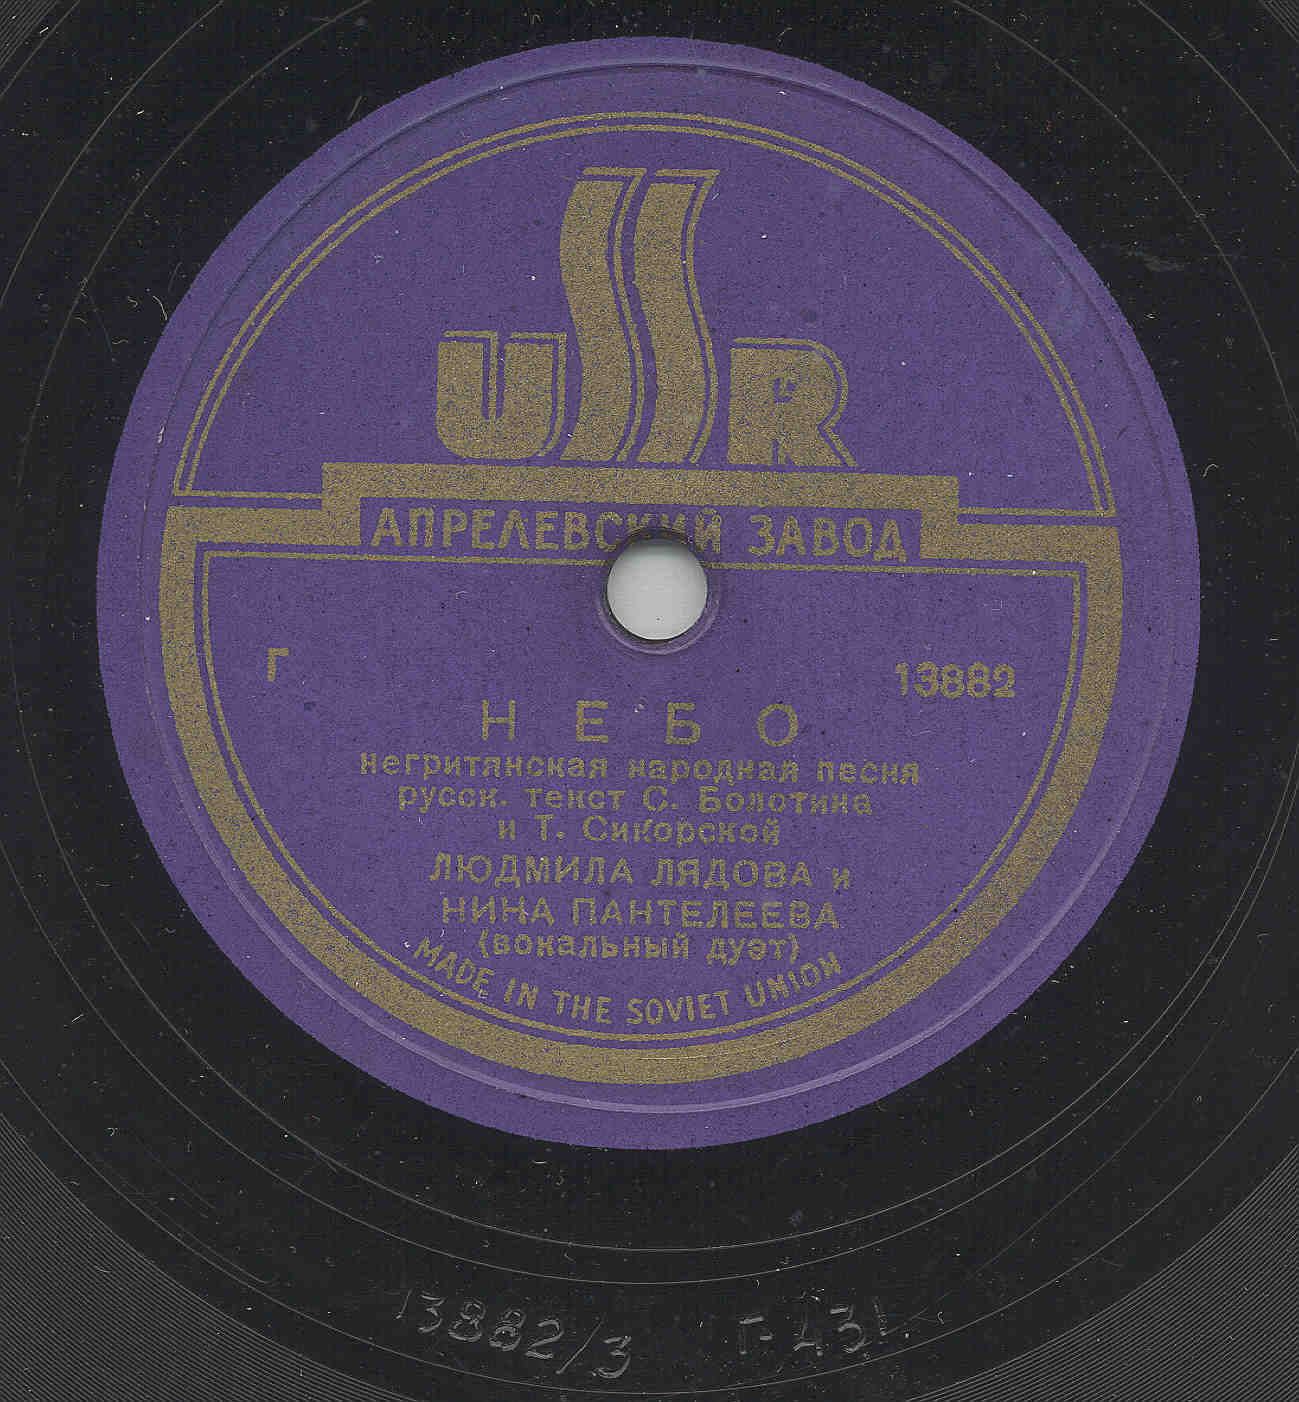 USSR
АПРЕЛЕВСКИЙ ЗАВОД
Г 13882
НЕБО
негритянская народная песня
русск. текст С. Болотина
и Т. Сикорской
ЛЮДМИЛА ЛЯДОВА и
НИНА ПАНТЕЛЕЕВА
(вокальный дуэт)
MADE IN THE SOVIET UNION
13882/3 Г-431